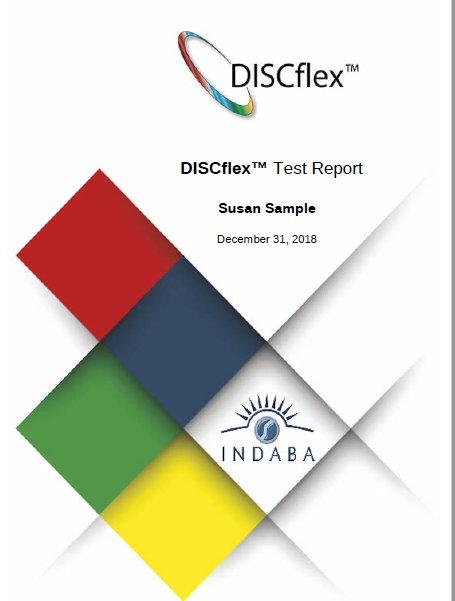 DISCflex™
DISCflex™ Test Report
Susan Sample
December 31, 2018
INDABA